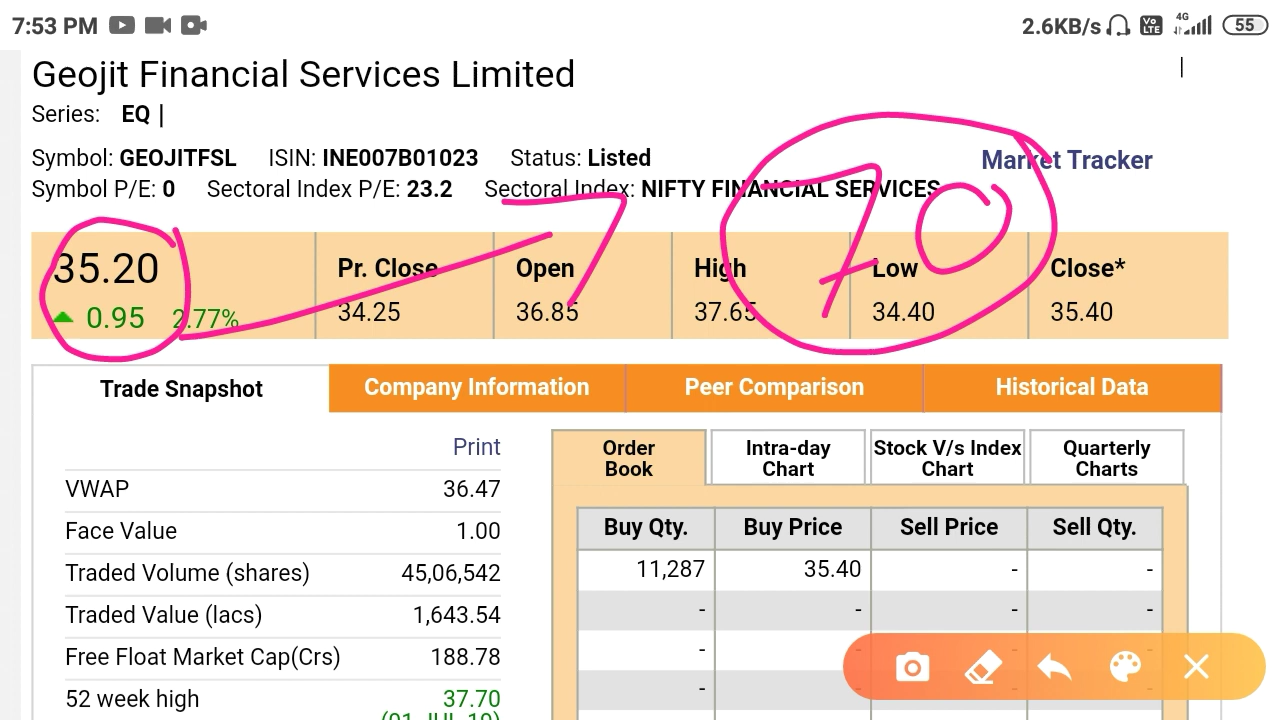 7:53 PM 2.6KB/s Vo LTE 4G 55
Geojit Financial Services Limited
Series: EQ |
Symbol: GEOJITFSL ISIN: INE007B01023 Status: Listed
Market Tracker
Symbol P/E: 0 Sectoral Index P/E: 23.2 Sectoral Index: NIFTY FINANCIAL SERVICES
70
35.20 Pr. Close Open High Low Close*
0.95 2.77% 34.25 36.85 37.65 34.40 35.40
Trade Snapshot Company Information Peer Comparison Historical Data
Print
Order Book Intra-day Chart Stock V/s Index Chart Quarterly Charts
VWAP 36.47
Face Value 1.00
Buy Qty. Buy Price Sell Price Sell Qty.
Traded Volume (shares) 45,06,542
11,287 35.40 - -
Traded Value (lacs) 1,643.54
- - - -
Free Float Market Cap(Crs) 188.78
52 week high 37.70
(01-JUL-19)